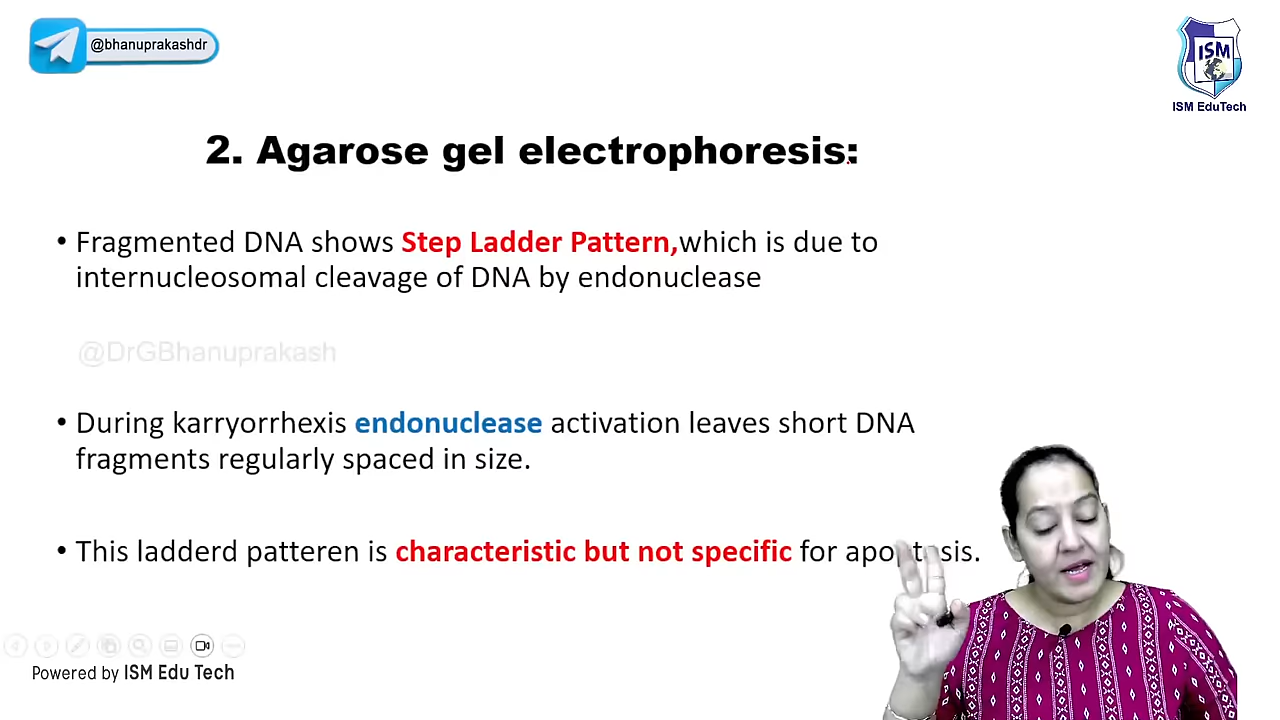 @bhanuprakashdr
ISM
ISM EduTech
2. Agarose gel electrophoresis:
• Fragmented DNA shows Step Ladder Pattern,which is due to
internucleosomal cleavage of DNA by endonuclease
@DrGBhanuprakash
• During karryorrhexis endonuclease activation leaves short DNA
fragments regularly spaced in size.
• This ladderd patteren is characteristic but not specific for apoptosis.
Powered by ISM Edu Tech